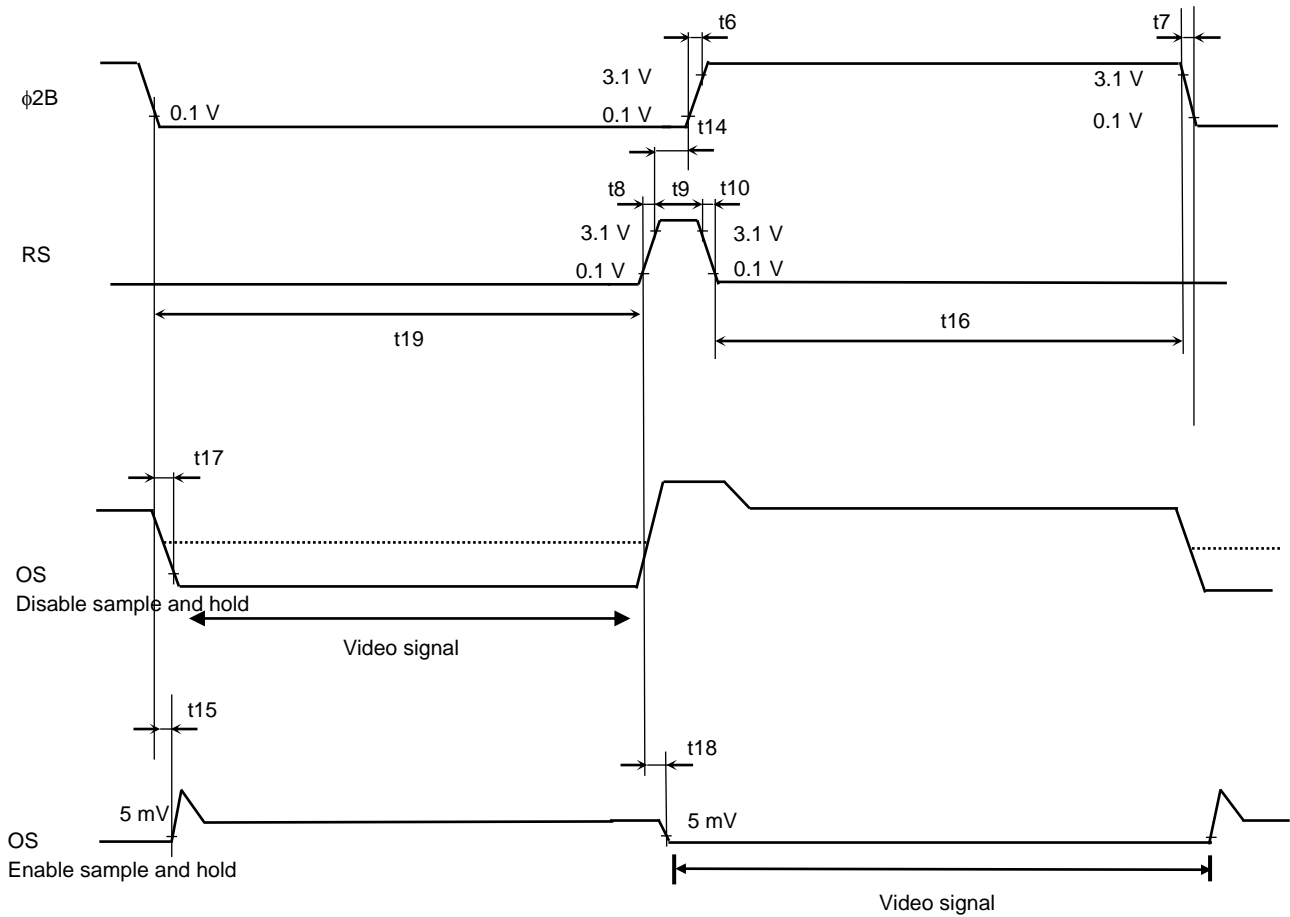 t6
t7
3.1 V
3.1 V
ϕ2B
0.1 V
0.1 V
0.1 V
t14
t8
t9
t10
3.1 V
3.1 V
RS
0.1 V
0.1 V
t19
t16
t17
OS
Disable sample and hold
Video signal
t15
t18
5 mV
5 mV
OS
Enable sample and hold
Video signal